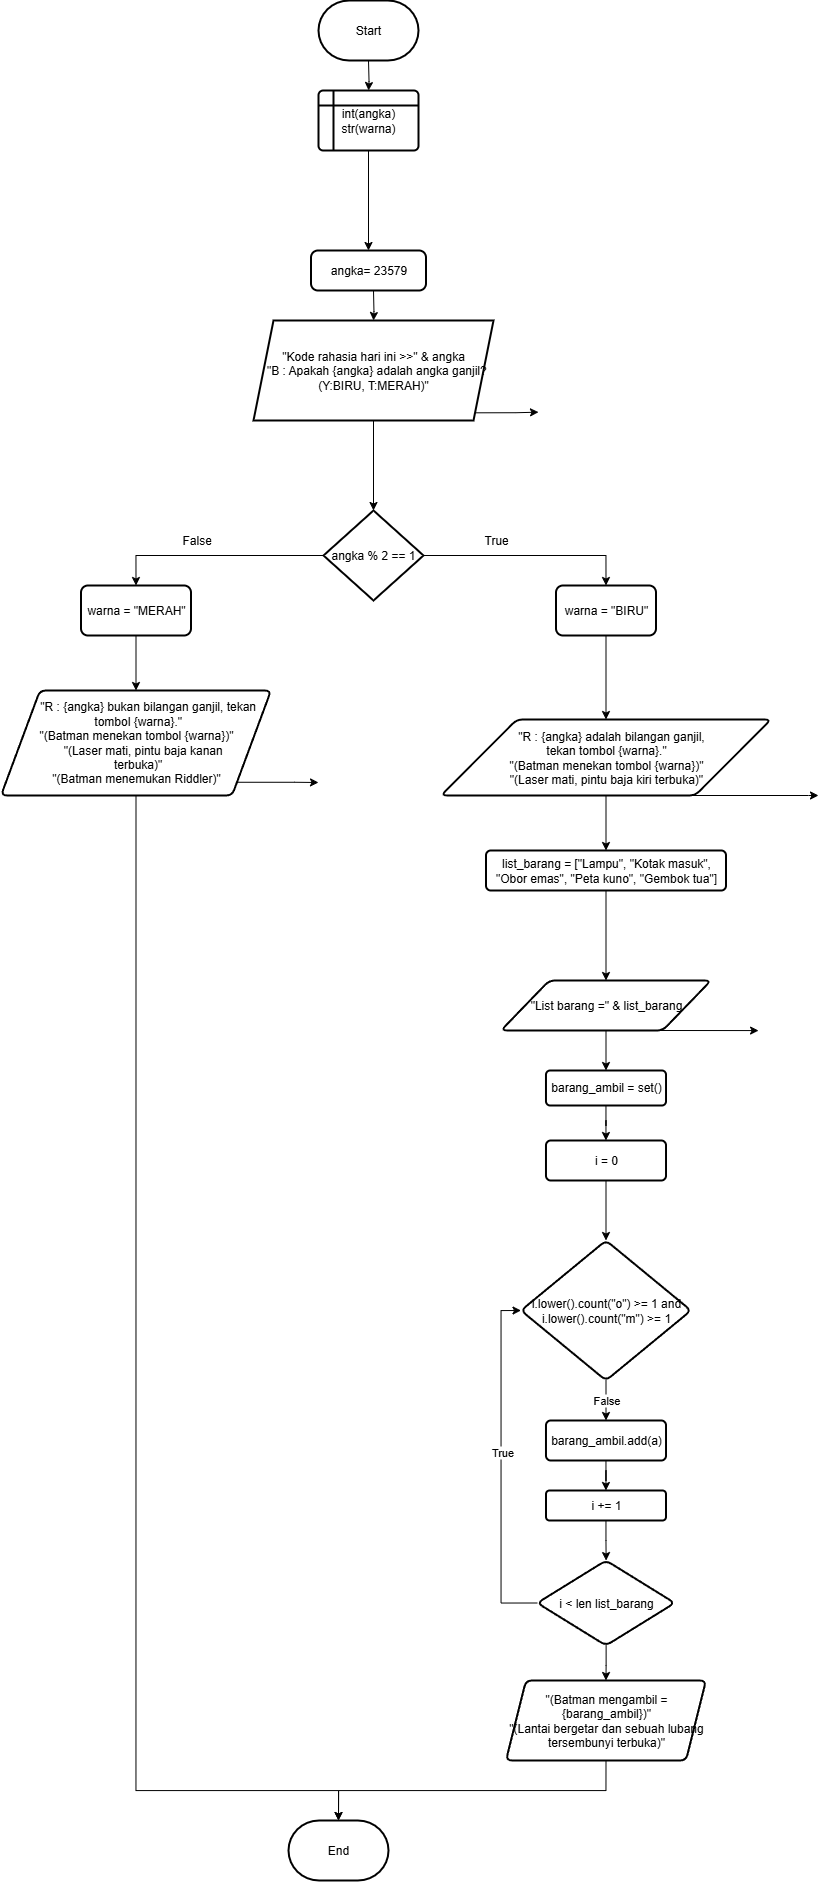 Start
int(angka)
str(warna)
angka= 23579
"Kode rahasia hari ini >>" & angka
"B : Apakah {angka} adalah angka ganjil?
(Y:BIRU, T:MERAH)"
False
angka % 2 == 1
True
warna = "MERAH"
warna = "BIRU"
"R : {angka} bukan bilangan ganjil, tekan
tombol {warna}."
"(Batman menekan tombol {warna})"
"(Laser mati, pintu baja kanan
terbuka)"
"(Batman menemukan Riddler)"
"R : {angka} adalah bilangan ganjil,
tekan tombol {warna}."
"(Batman menekan tombol {warna})"
"(Laser mati, pintu baja kiri terbuka)"
list_barang = ["Lampu", "Kotak masuk",
"Obor emas", "Peta kuno", "Gembok tua"]
"List barang =" & list_barang
barang_ambil = set()
i = 0
i.lower().count("o") >= 1 and
i.lower().count("m") >= 1
False
barang_ambil.add(a)
True
i += 1
i < len list_barang
"(Batman mengambil =
{barang_ambil})"
"(Lantai bergetar dan sebuah lubang
tersembunyi terbuka)"
End